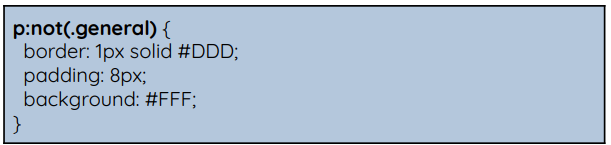 p:not(.general) {
  border: 1px solid #DDD;
  padding: 8px;
  background: #FFF;
}